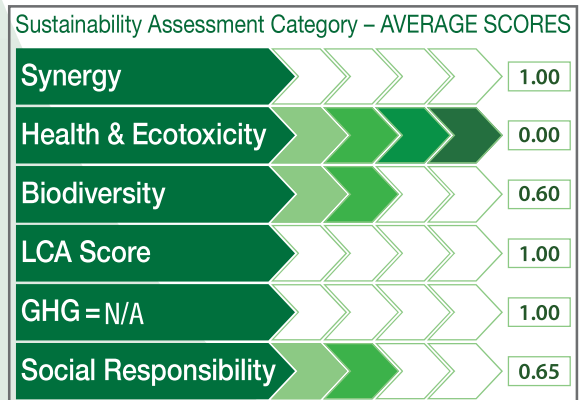 Sustainability Assessment Category – AVERAGE SCORES
Synergy 1.00
Health & Ecotoxicity 0.00
Biodiversity 0.60
LCA Score 1.00
GHG = N/A 1.00
Social Responsibility 0.65